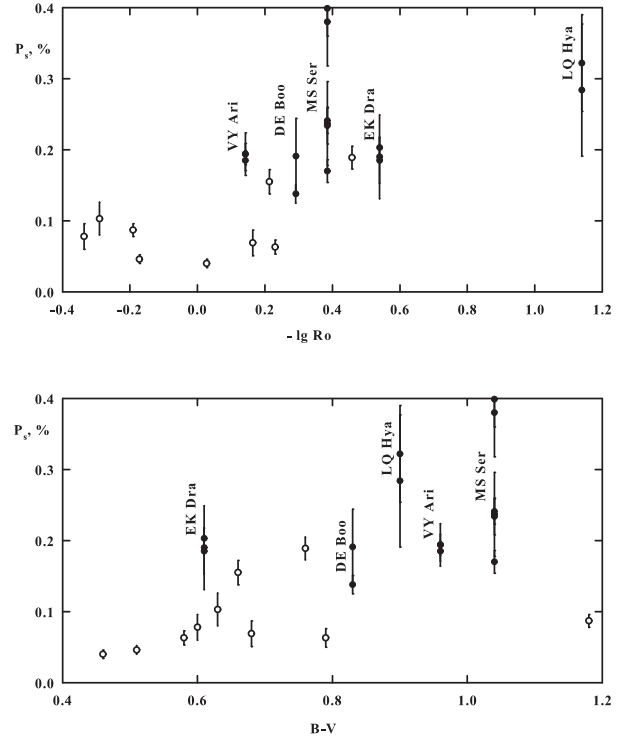 0.4
P s , %
0.3
0.2
0.1
0.0
VY Ari
DE Boo
MS Ser
EK Dra
LQ Hya
-0.4 -0.2 0.0 0.2 0.4 0.6 0.8 1.0 1.2
- lg Ro
0.4
P s , %
0.3
0.2
0.1
0.0
EK Dra
DE Boo
LQ Hya
VY Ari
MS Ser
0.4 0.6 0.8 1.0 1.2
B-V